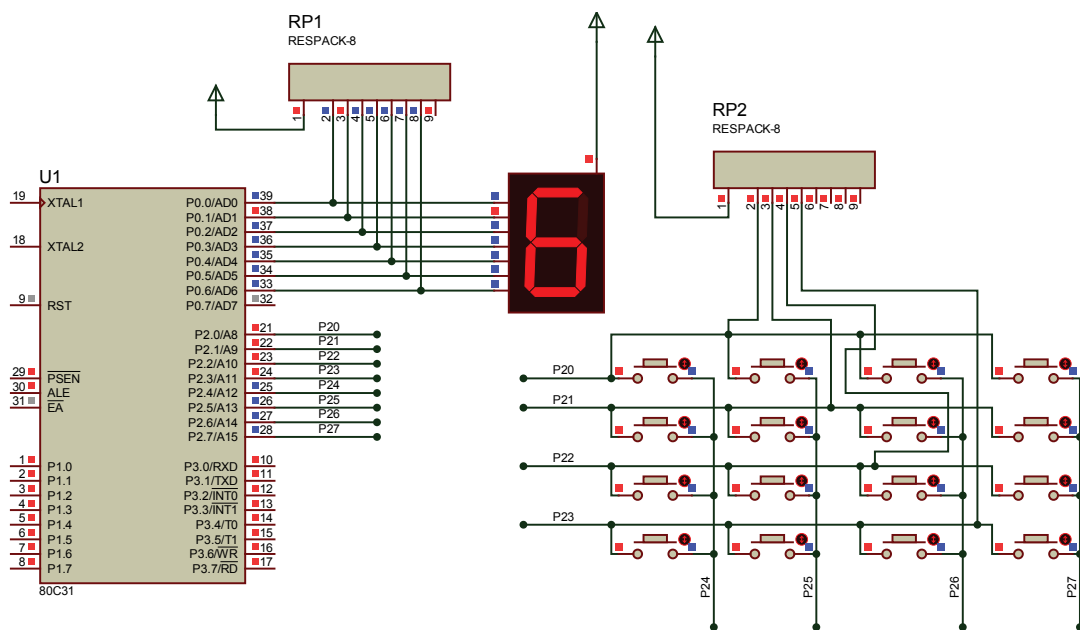 RP1
RESPACK-8
1 2 3 4 5 6 7 8 9
RP2
RESPACK-8
1 2 3 4 5 6 7 8 9
U1
19 XTAL1 P0.0/AD0 39
P0.1/AD1 38
P0.2/AD2 37
18 XTAL2 P0.3/AD3 36
P0.4/AD4 35
P0.5/AD5 34
P0.6/AD6 33
9 RST P0.7/AD7 32
P2.0/A8 21 P20
P2.1/A9 22 P21
P2.2/A10 23 P22
P2.3/A11 24 P23
29 PSEN
P2.4/A12 25 P24
30 ALE
P2.5/A13 26 P25
31 EA
P2.6/A14 27 P26
P2.7/A15 28 P27
1 P1.0 P3.0/RXD 10
2 P1.1 P3.1/TXD 11
3 P1.2 P3.2/INT0 12
4 P1.3 P3.3/INT1 13
5 P1.4 P3.4/T0 14
6 P1.5 P3.5/T1 15
7 P1.6 P3.6/WR 16
8 P1.7 P3.7/RD 17
80C31
6
P20
P21
P22
P23
P24 P25 P26 P27